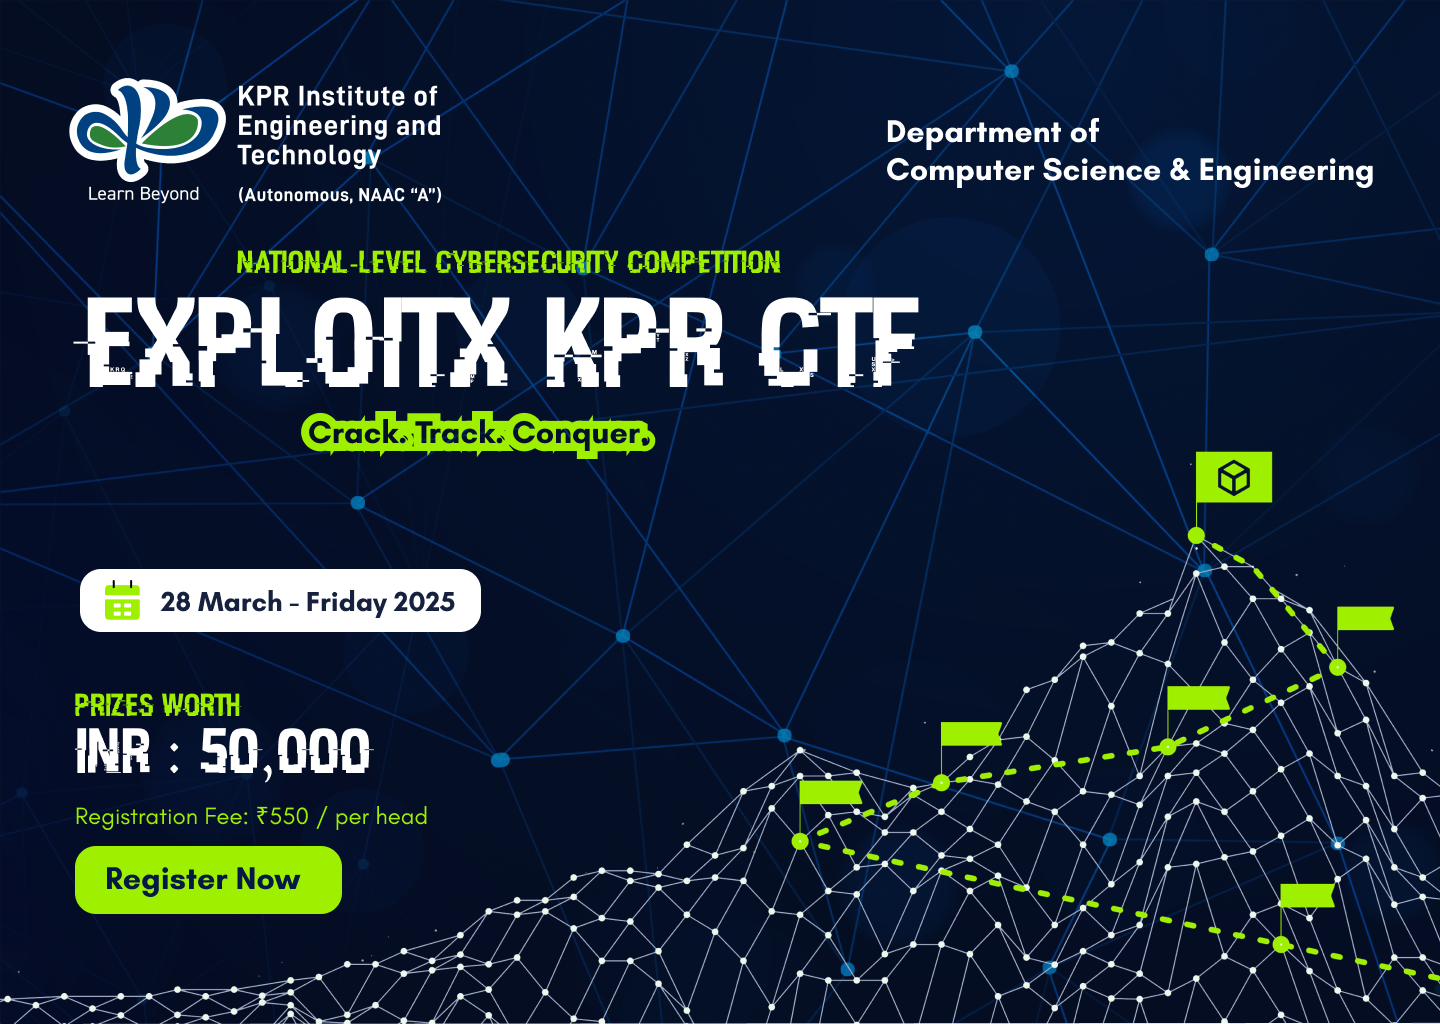 KPR Institute of
Engineering and
Technology
Learn Beyond
(Autonomous, NAAC “A”)
Department of
Computer Science & Engineering
NATIONAL-LEVEL CYBERSECURITY COMPETITION
EXPLOITX KPR CTF
Crack. Track. Conquer.
28 March - Friday 2025
PRIZES WORTH
INR : 50,000
Registration Fee: ₹550 / per head
Register Now